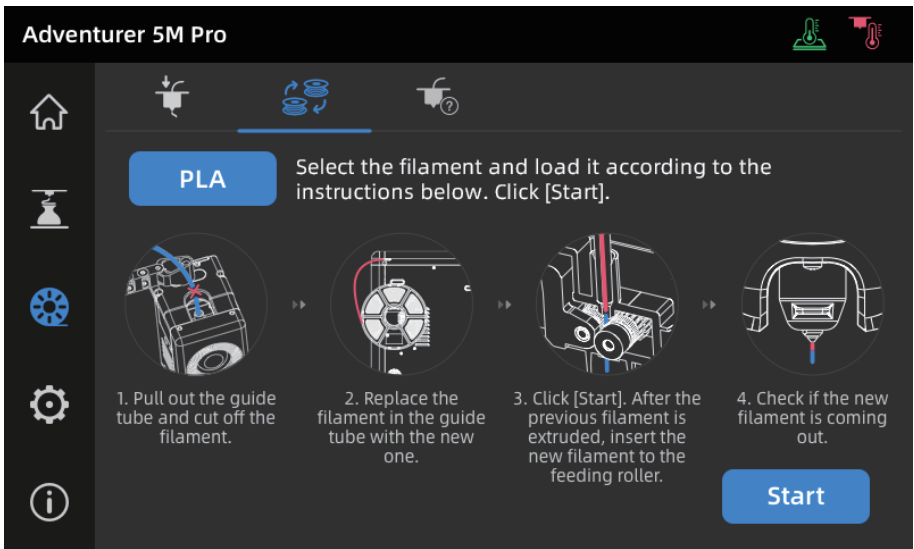 Adventurer 5M Pro
PLA
Select the filament and load it according to the
instructions below. Click [Start].
1. Pull out the guide
tube and cut off the
filament.
2. Replace the
filament in the guide
tube with the new
one.
3. Click [Start]. After the
previous filament is
extruded, insert the
new filament to the
feeding roller.
4. Check if the new
filament is coming
out.
Start